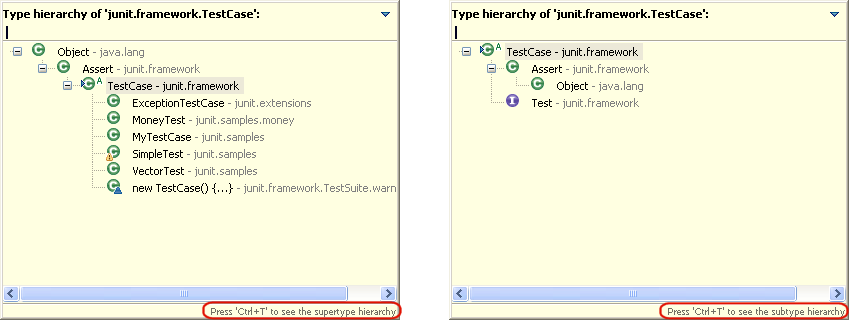 Type hierarchy of 'junit.framework.TestCase':
Object - java.lang
Assert - junit.framework
A TestCase - junit.framework
ExceptionTestCase - junit.extensions
MoneyTest - junit.samples.money
MyTestCase - junit.samples
SimpleTest - junit.samples
VectorTest - junit.samples
new TestCase() {...} - junit.framework.TestSuite.warn
Press 'Ctrl+T' to see the supertype hierarchy
Type hierarchy of 'junit.framework.TestCase':
A TestCase - junit.framework
Assert - junit.framework
Object - java.lang
Test - junit.framework
Press 'Ctrl+T' to see the subtype hierarchy